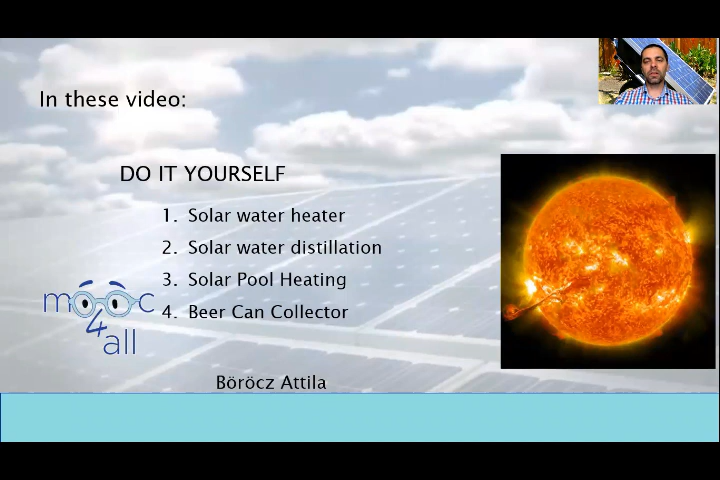 In these video:
DO IT YOURSELF
1. Solar water heater
2. Solar water distillation
3. Solar Pool Heating
4. Beer Can Collector
mooc
4
all
Böröcz Attila